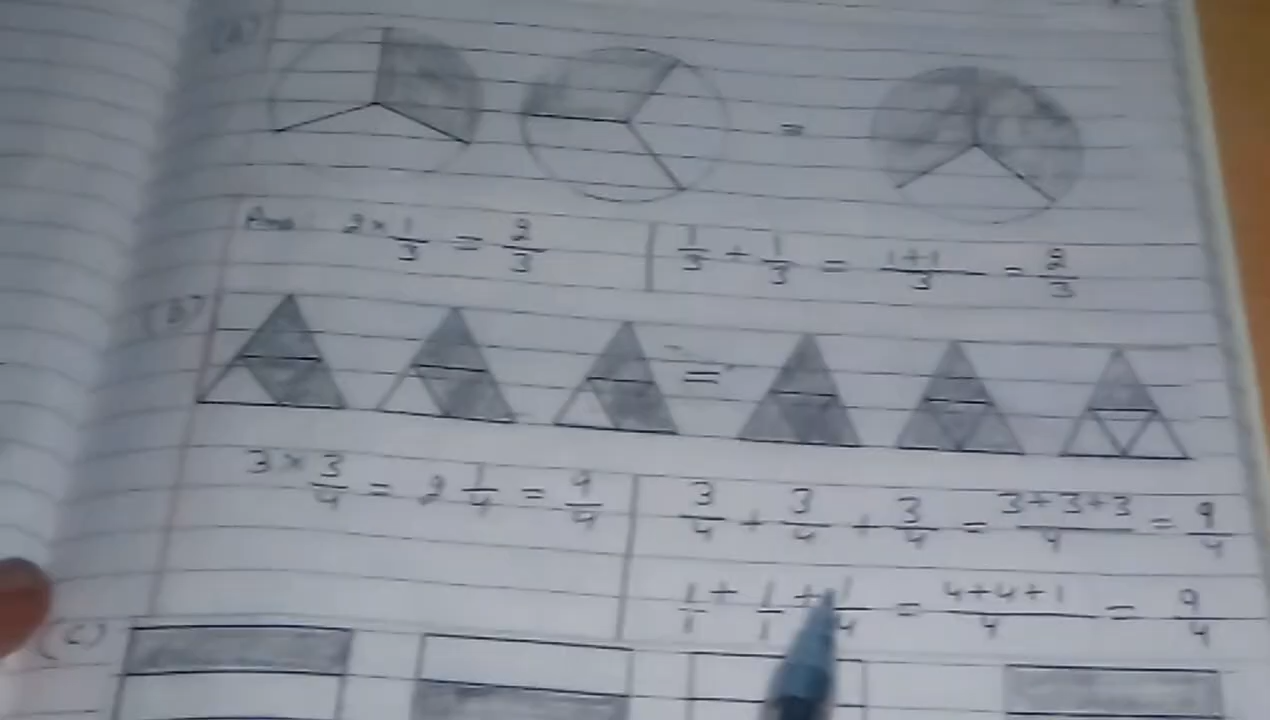 (A)
=
Ans: 2 × 1/3 = 2/3 | 1/3 + 1/3 = 1+1/3 = 2/3
(B)
=
3 × 3/4 = 2 1/4 = 9/4 | 3/4 + 3/4 + 3/4 = 3+3+3/4 = 9/4
1/1 + 1/1 + 1/4 = 4+4+1/4 = 9/4
(C)